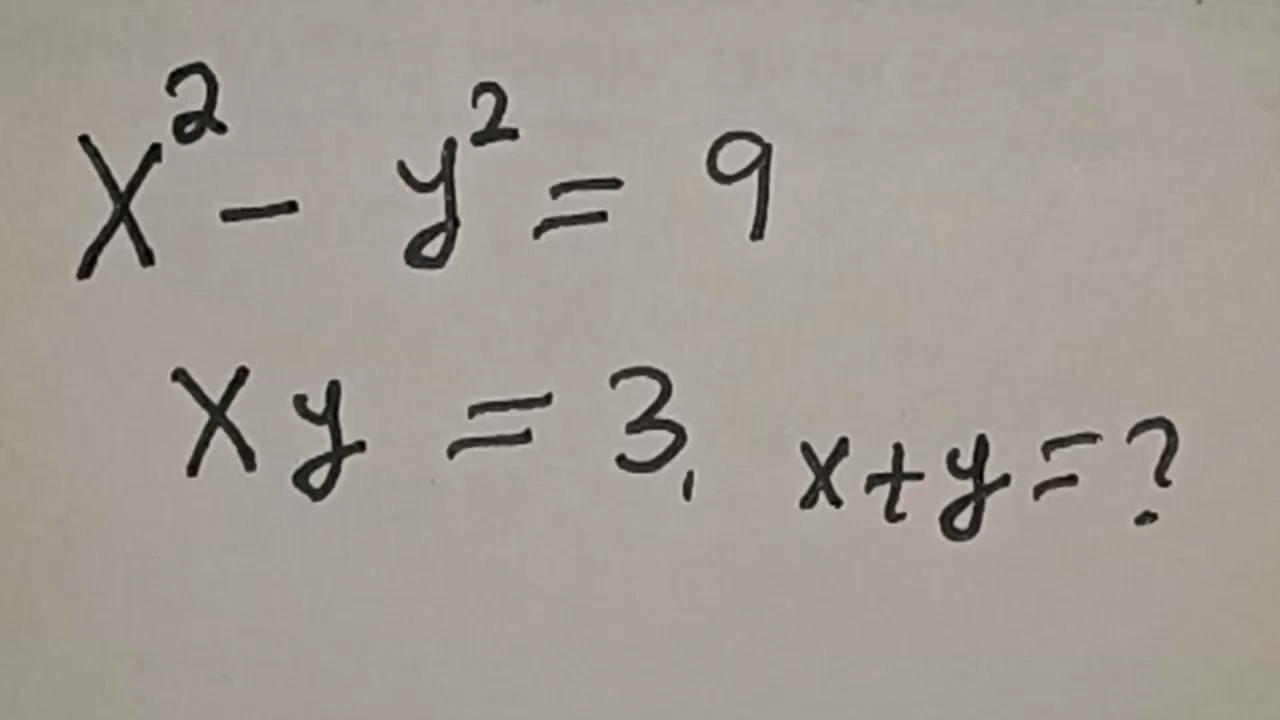 X² - y² = 9
xy = 3, x+y=?